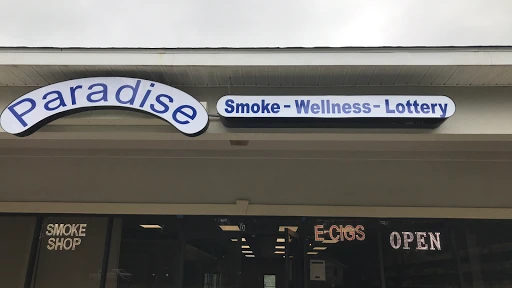 Paradise
Smoke - Wellness - Lottery
SMOKE
SHOP
E-CIGS
OPEN